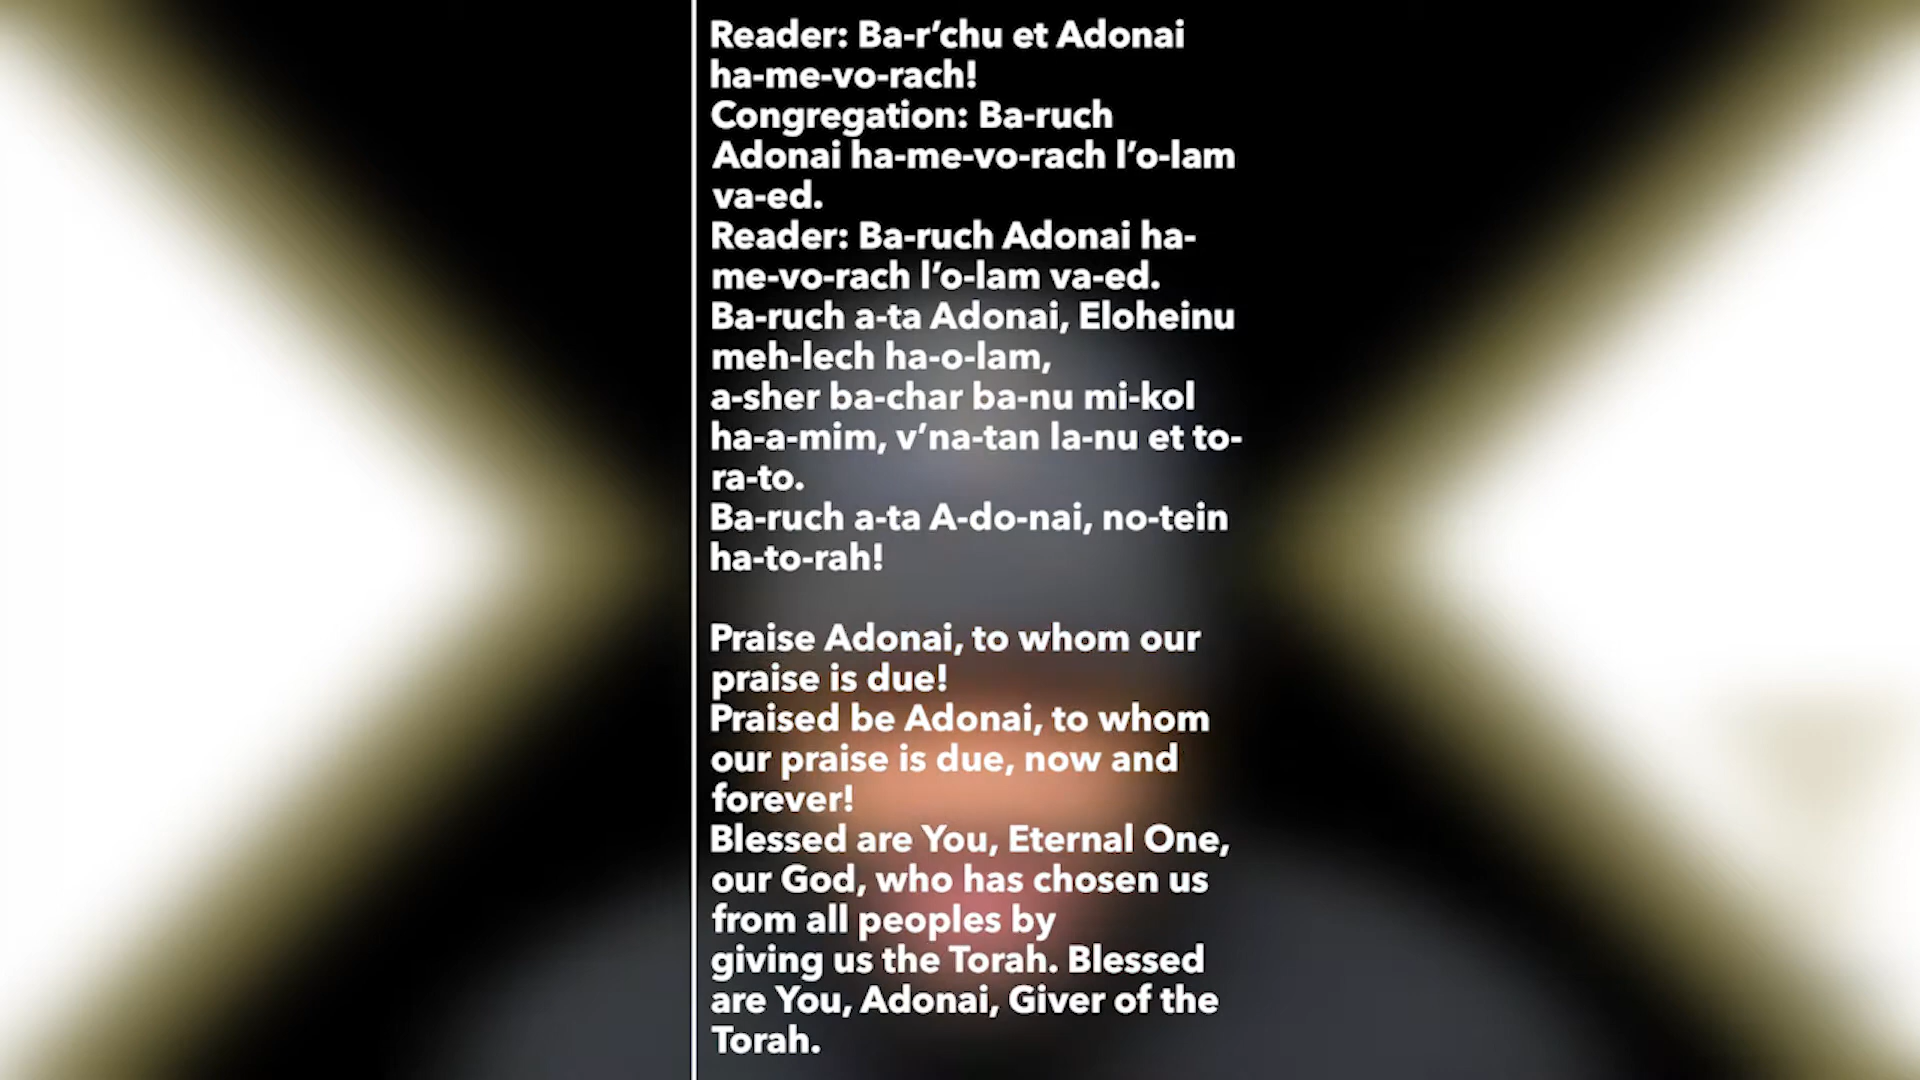 Reader: Ba-r’chu et Adonai
ha-me-vo-rach!
Congregation: Ba-ruch
Adonai ha-me-vo-rach l’o-lam
va-ed.
Reader: Ba-ruch Adonai ha-
me-vo-rach l’o-lam va-ed.
Ba-ruch a-ta Adonai, Eloheinu
meh-lech ha-o-lam,
a-sher ba-char ba-nu mi-kol
ha-a-mim, v’na-tan la-nu et to-
ra-to.
Ba-ruch a-ta A-do-nai, no-tein
ha-to-rah!
Praise Adonai, to whom our
praise is due!
Praised be Adonai, to whom
our praise is due, now and
forever!
Blessed are You, Eternal One,
our God, who has chosen us
from all peoples by
giving us the Torah. Blessed
are You, Adonai, Giver of the
Torah.